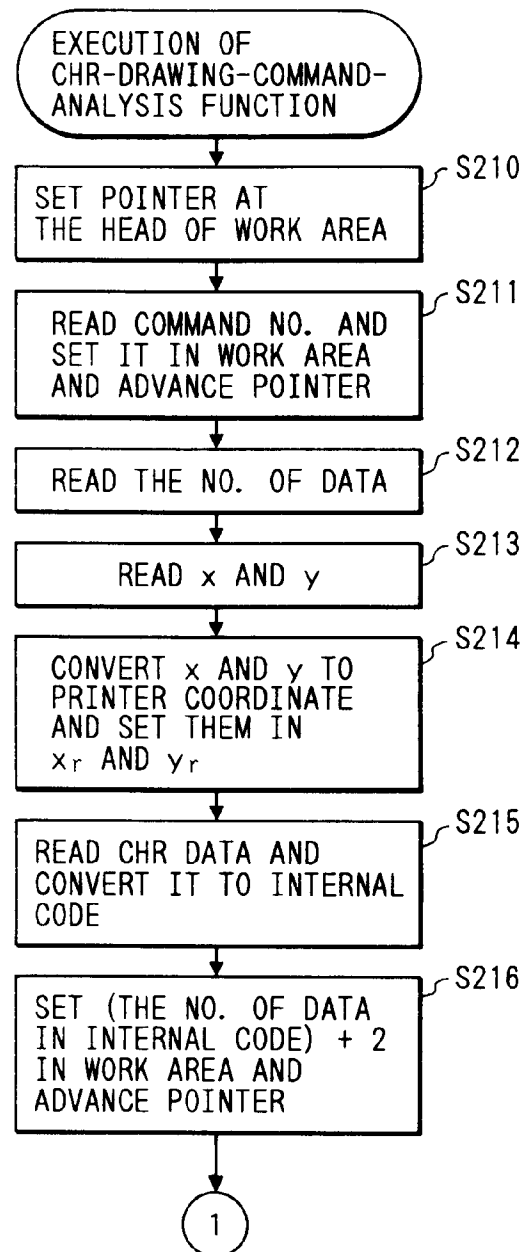 EXECUTION OF
CHR-DRAWING-COMMAND-
ANALYSIS FUNCTION
S210
SET POINTER AT
THE HEAD OF WORK AREA
S211
READ COMMAND NO. AND
SET IT IN WORK AREA
AND ADVANCE POINTER
S212
READ THE NO. OF DATA
S213
READ x AND y
S214
CONVERT x AND y TO
PRINTER COORDINATE
AND SET THEM IN
xr AND yr
S215
READ CHR DATA AND
CONVERT IT TO INTERNAL
CODE
S216
SET (THE NO. OF DATA
IN INTERNAL CODE) + 2
IN WORK AREA AND
ADVANCE POINTER
1